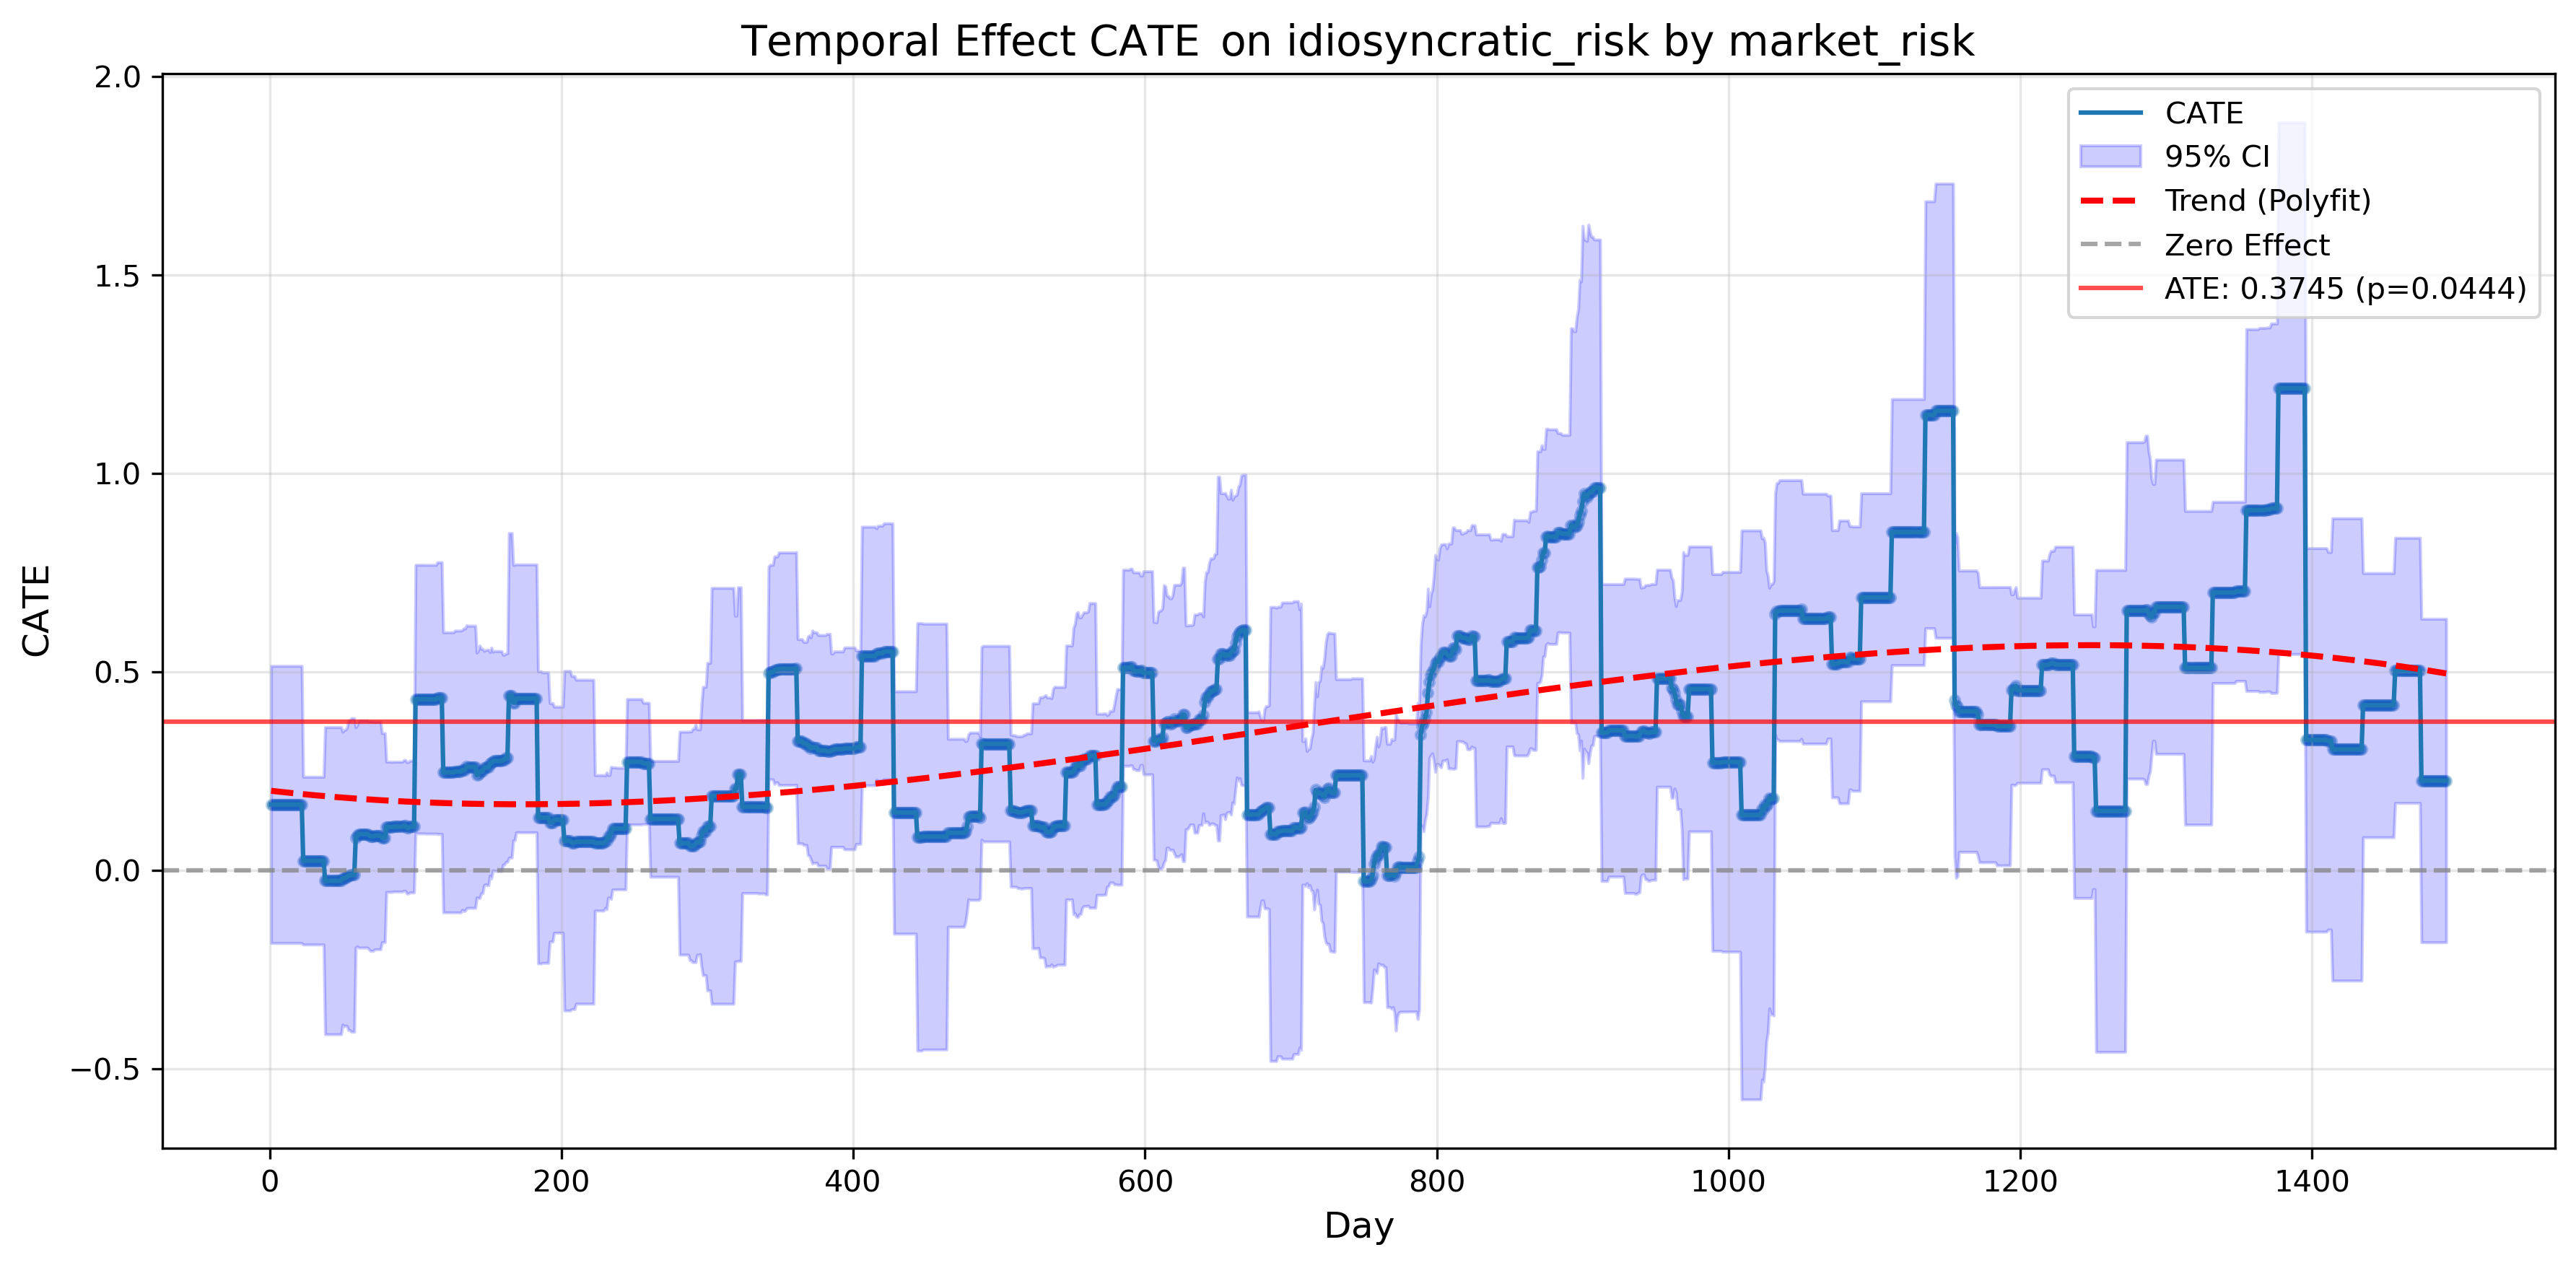 Temporal Effect CATE on idiosyncratic_risk by market_risk
2.0
1.5
1.0
0.5
0.0
−0.5
CATE
CATE
95% CI
Trend (Polyfit)
Zero Effect
ATE: 0.3745 (p=0.0444)
0 200 400 600 800 1000 1200 1400
Day